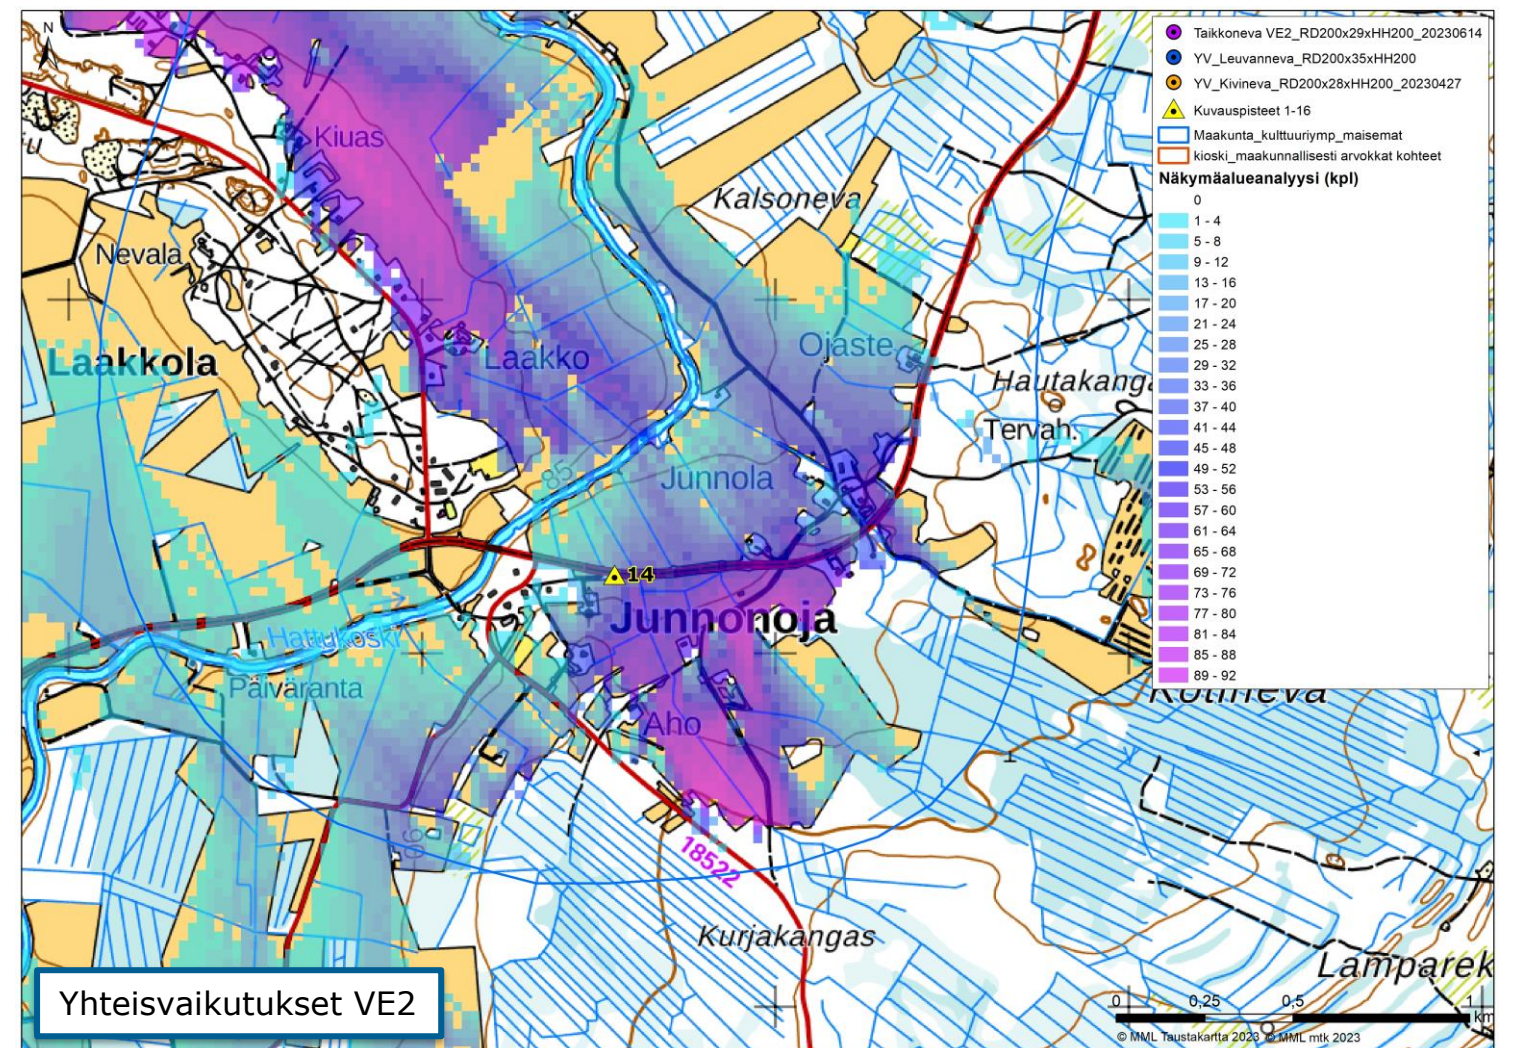 N
Taikkoneva VE2_RD200x29xHH200_20230614
YV_Leuvanneva_RD200x35xHH200
YV_Kivineva_RD200x28xHH200_20230427
Kuvauspisteet 1-16
Maakunta_kulttuuriymp_maisemat
kioski_maakunnallisesti arvokkat kohteet
Näkymäalueanalyysi (kpl)
0
1 - 4
5 - 8
9 - 12
13 - 16
17 - 20
21 - 24
25 - 28
29 - 32
33 - 36
37 - 40
41 - 44
45 - 48
49 - 52
53 - 56
57 - 60
61 - 64
65 - 68
69 - 72
73 - 76
77 - 80
81 - 84
85 - 88
89 - 92
Kiuas
Kalsoneva
Nevala
Laakkola
Laakko
Ojaste
Hautakanga
Tervah.
85
Junnola
14
Junnonoja
Hattukoski
Päiväranta
Kotineva
Aho
90
18522
Kurjakangas
Lamparek
Yhteisvaikutukset VE2
0 0,25 0,5 1
km
© MML Taustakartta 2023 © MML mtk 2023